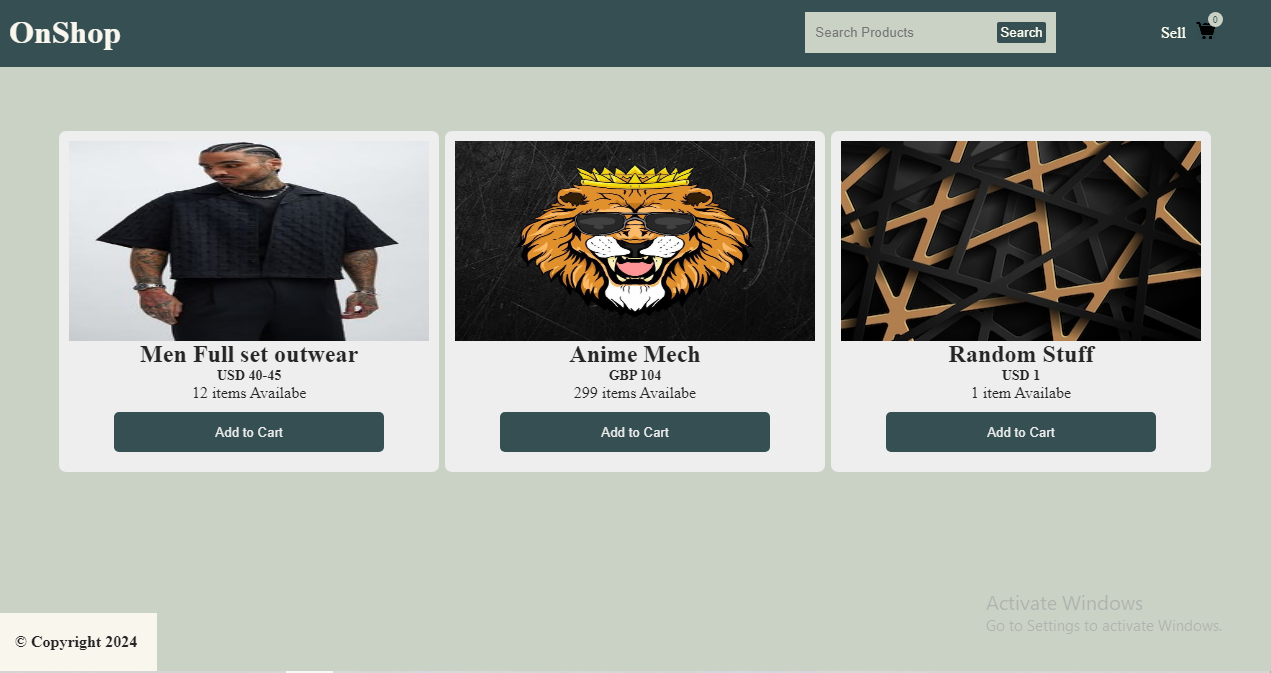 OnShop
Search Products
Search
Sell
0
Men Full set outwear
USD 40-45
12 items Availabe
Add to Cart
Anime Mech
GBP 104
299 items Availabe
Add to Cart
Random Stuff
USD 1
1 item Availabe
Add to Cart
Activate Windows
Go to Settings to activate Windows.
© Copyright 2024